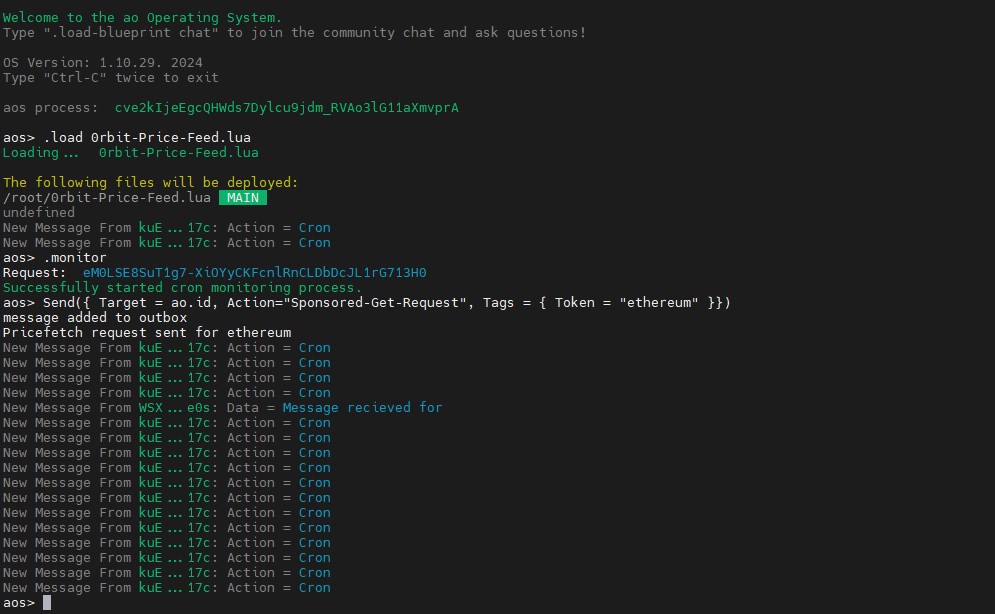 Welcome to the ao Operating System.
Type ".load-blueprint chat" to join the community chat and ask questions!
OS Version: 1.10.29. 2024
Type "Ctrl-C" twice to exit
aos process:  cve2kIjeEgcQHWds7Dylcu9jdm_RVAo3lG11aXmvprA
aos> .load 0rbit-Price-Feed.lua
Loading...  0rbit-Price-Feed.lua
The following files will be deployed:
/root/0rbit-Price-Feed.lua MAIN
undefined
New Message From kuE...17c: Action = Cron
New Message From kuE...17c: Action = Cron
aos> .monitor
Request:  eM0LSE8SuT1g7-XiOYyCKFcnlRnCLDbDcJL1rG713H0
Successfully started cron monitoring process.
aos> Send({ Target = ao.id, Action="Sponsored-Get-Request", Tags = { Token = "ethereum" }})
message added to outbox
Pricefetch request sent for ethereum
New Message From kuE...17c: Action = Cron
New Message From kuE...17c: Action = Cron
New Message From kuE...17c: Action = Cron
New Message From kuE...17c: Action = Cron
New Message From WSX...e0s: Data = Message recieved for
New Message From kuE...17c: Action = Cron
New Message From kuE...17c: Action = Cron
New Message From kuE...17c: Action = Cron
New Message From kuE...17c: Action = Cron
New Message From kuE...17c: Action = Cron
New Message From kuE...17c: Action = Cron
New Message From kuE...17c: Action = Cron
New Message From kuE...17c: Action = Cron
New Message From kuE...17c: Action = Cron
New Message From kuE...17c: Action = Cron
New Message From kuE...17c: Action = Cron
New Message From kuE...17c: Action = Cron
aos>